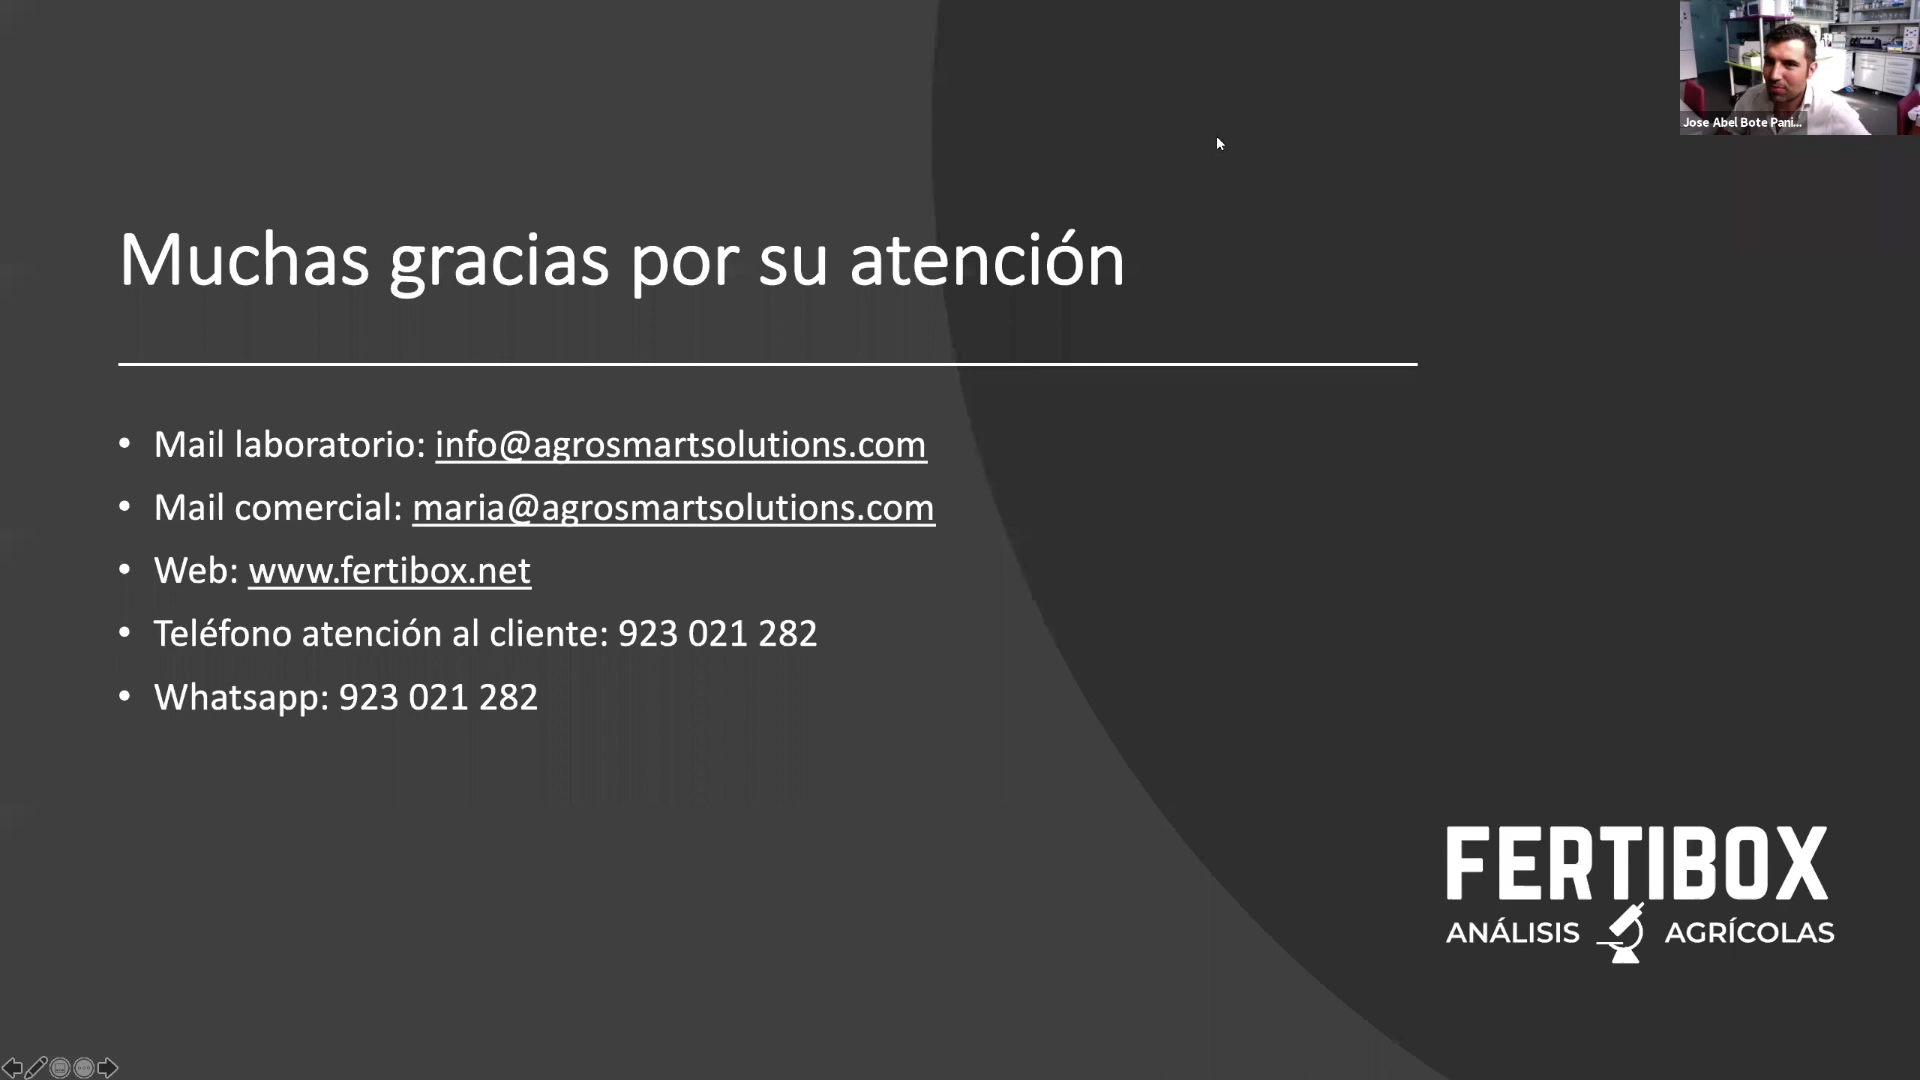 Jose Abel Bote Pani...
Muchas gracias por su atención
• Mail laboratorio: info@agrosmartsolutions.com
• Mail comercial: maria@agrosmartsolutions.com
• Web: www.fertibox.net
• Teléfono atención al cliente: 923 021 282
• Whatsapp: 923 021 282
FERTIBOX
ANÁLISIS AGRÍCOLAS